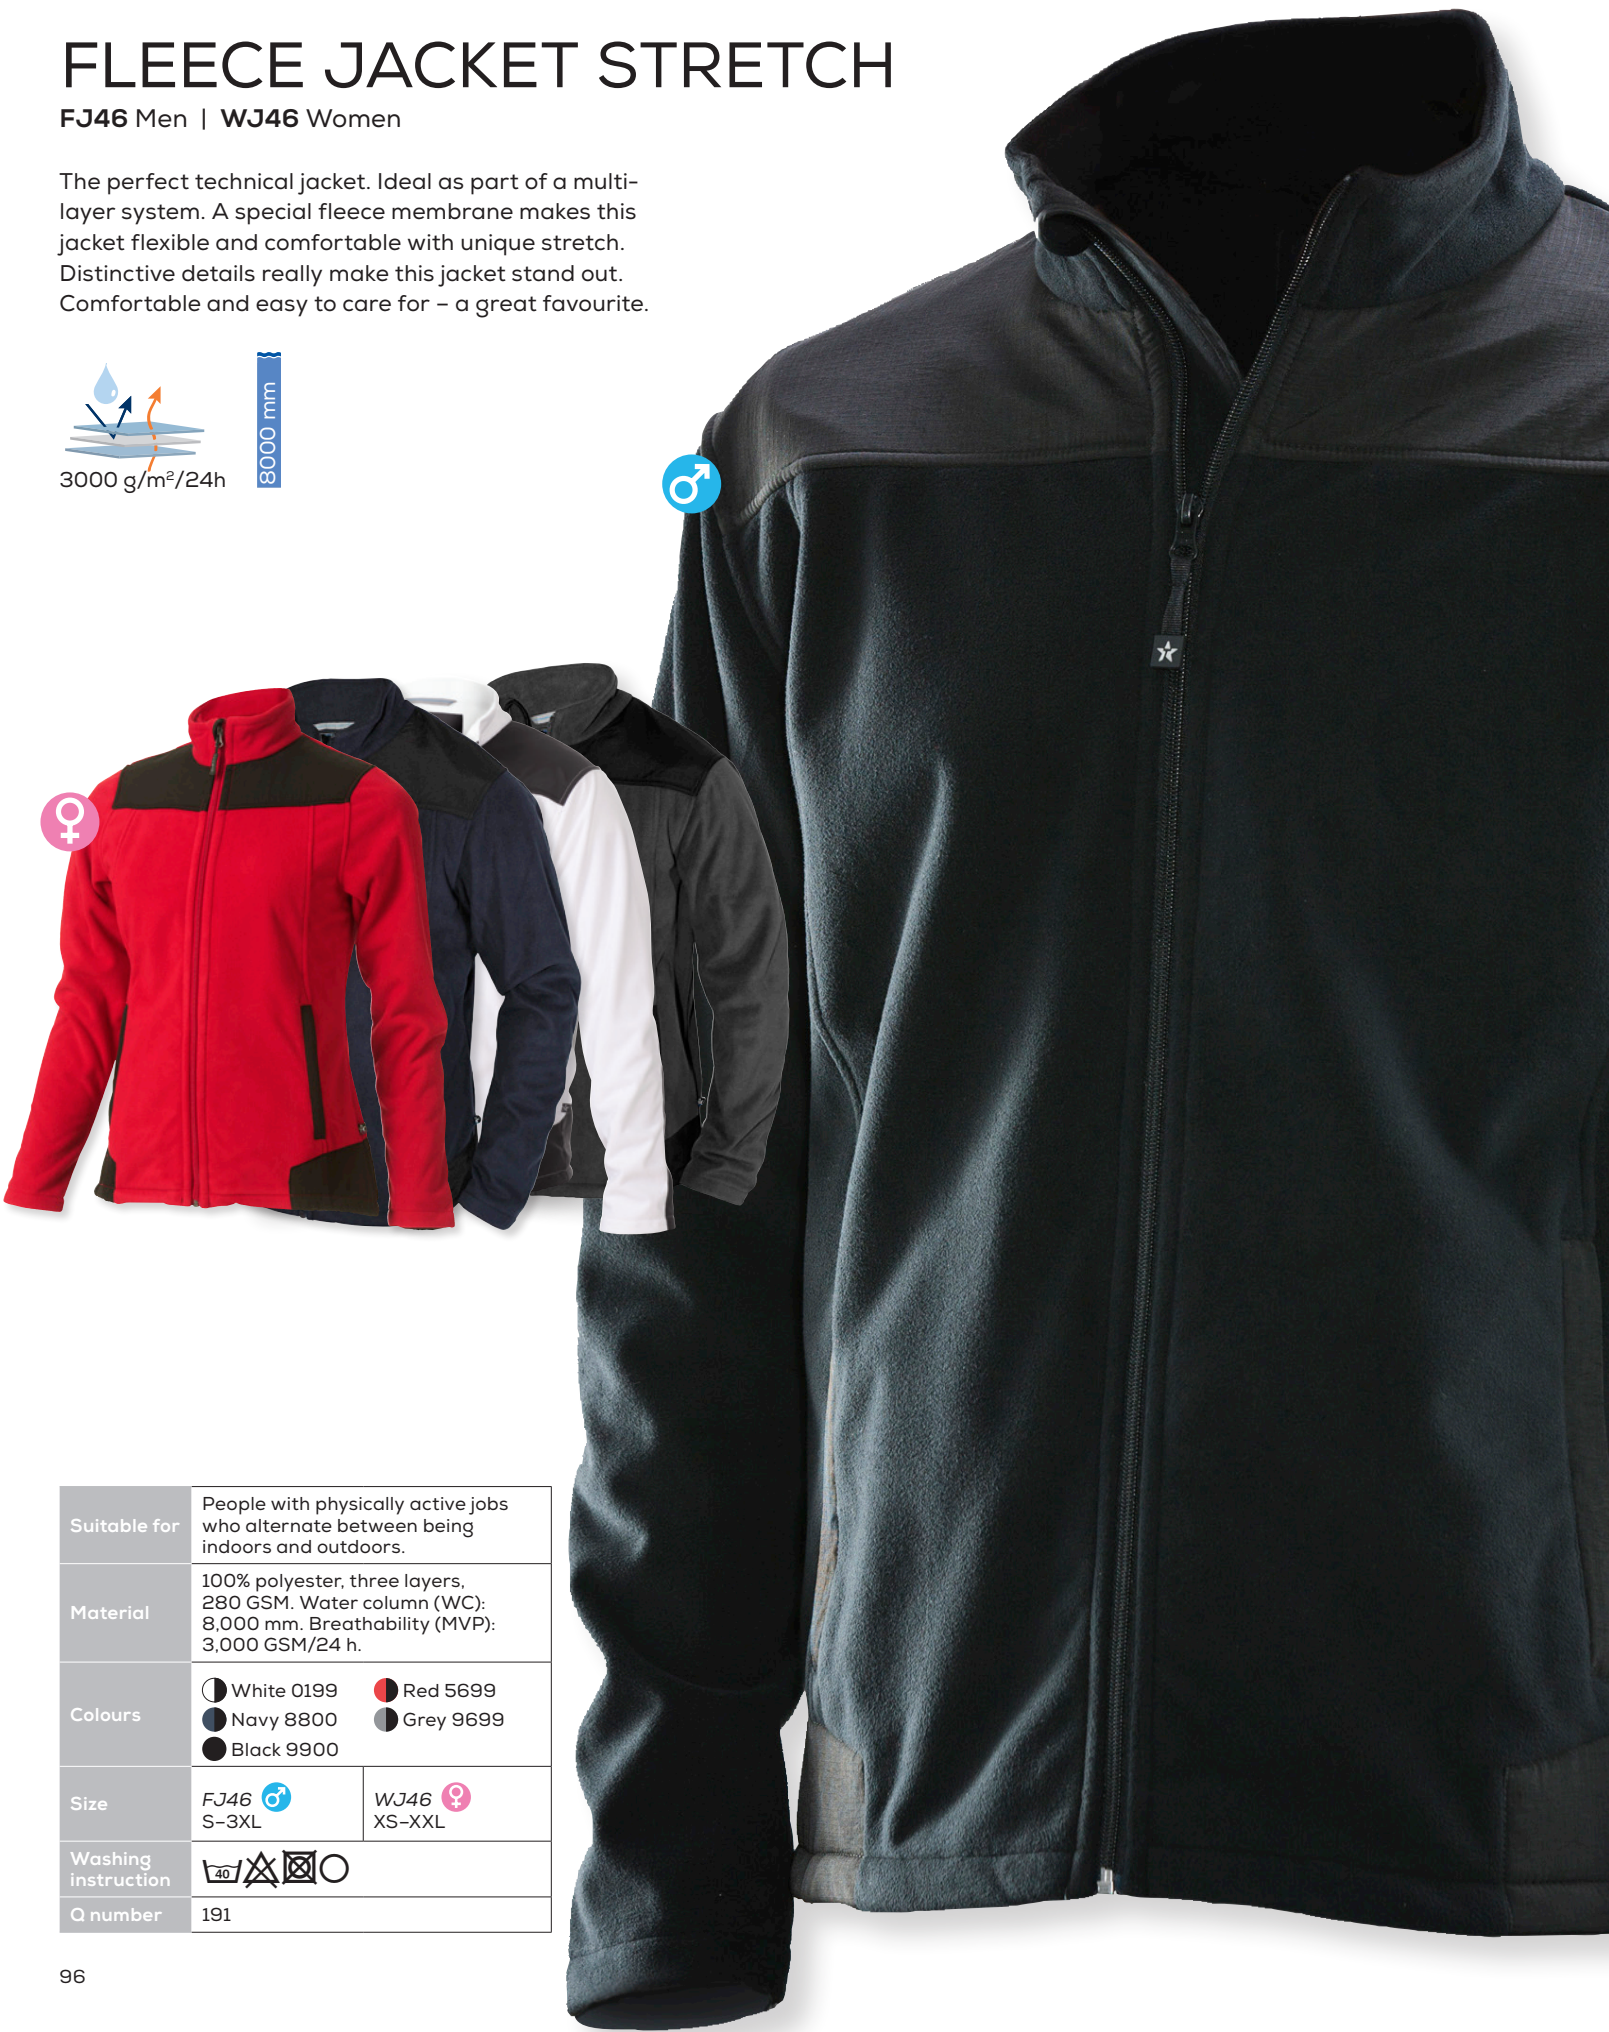 FLEECE JACKET STRETCH
FJ46 Men | WJ46 Women
The perfect technical jacket. Ideal as part of a multi-
layer system. A special fleece membrane makes this
jacket flexible and comfortable with unique stretch.
Distinctive details really make this jacket stand out.
Comfortable and easy to care for – a great favourite.
3000 g/m²/24h
8000 mm
Suitable for
People with physically active jobs
who alternate between being
indoors and outdoors.
Material
100% polyester, three layers,
280 GSM. Water column (WC):
8,000 mm. Breathability (MVP):
3,000 GSM/24 h.
Colours
White 0199
Red 5699
Navy 8800
Grey 9699
Black 9900
Size
FJ46
S–3XL
WJ46
XS–XXL
Washing
instruction
40
Q number
191
96